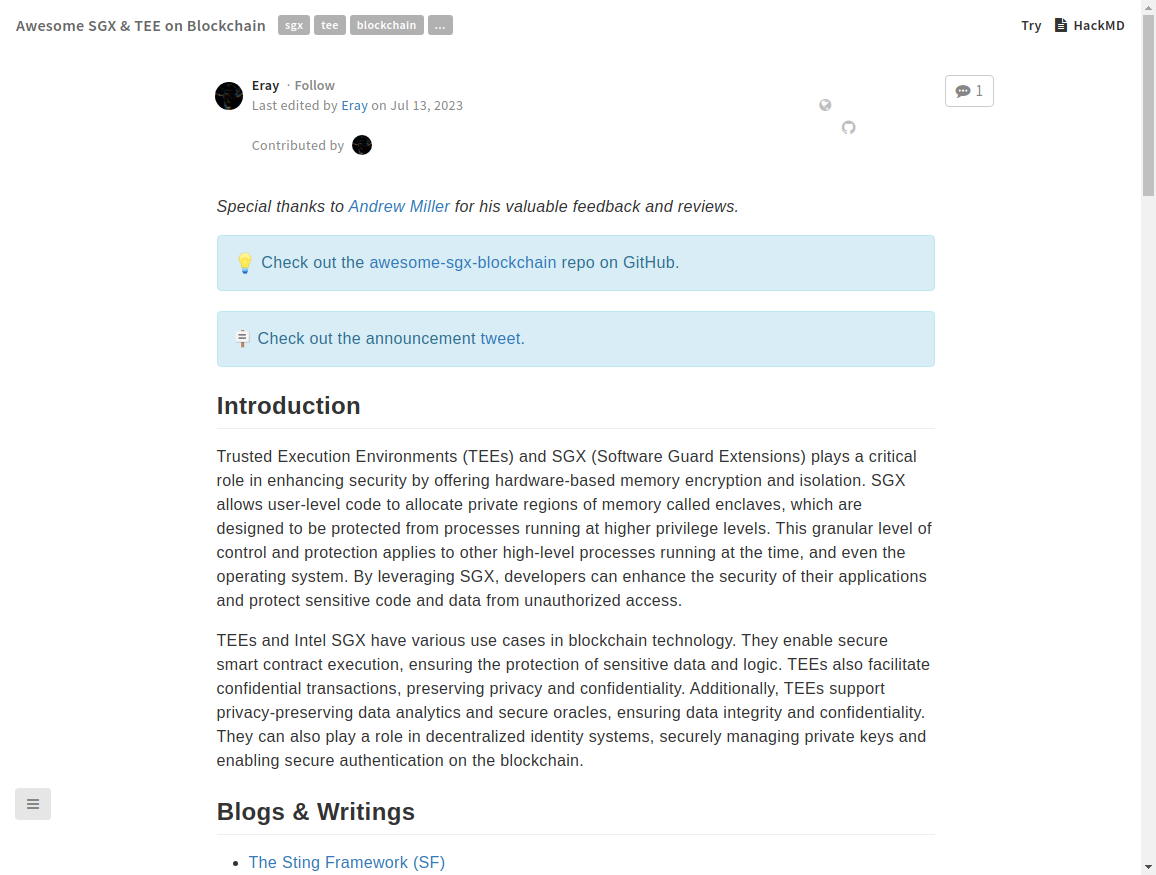 Awesome SGX & TEE on Blockchain sgx tee blockchain ... Try HackMD
Eray · Follow
Last edited by Eray on Jul 13, 2023
1
Contributed by
Special thanks to Andrew Miller for his valuable feedback and reviews.
💡 Check out the awesome-sgx-blockchain repo on GitHub.
🪧 Check out the announcement tweet.
Introduction
Trusted Execution Environments (TEEs) and SGX (Software Guard Extensions) plays a critical
role in enhancing security by offering hardware-based memory encryption and isolation. SGX
allows user-level code to allocate private regions of memory called enclaves, which are
designed to be protected from processes running at higher privilege levels. This granular level of
control and protection applies to other high-level processes running at the time, and even the
operating system. By leveraging SGX, developers can enhance the security of their applications
and protect sensitive code and data from unauthorized access.
TEEs and Intel SGX have various use cases in blockchain technology. They enable secure
smart contract execution, ensuring the protection of sensitive data and logic. TEEs also facilitate
confidential transactions, preserving privacy and confidentiality. Additionally, TEEs support
privacy-preserving data analytics and secure oracles, ensuring data integrity and confidentiality.
They can also play a role in decentralized identity systems, securely managing private keys and
enabling secure authentication on the blockchain.
Blogs & Writings
• The Sting Framework (SF)